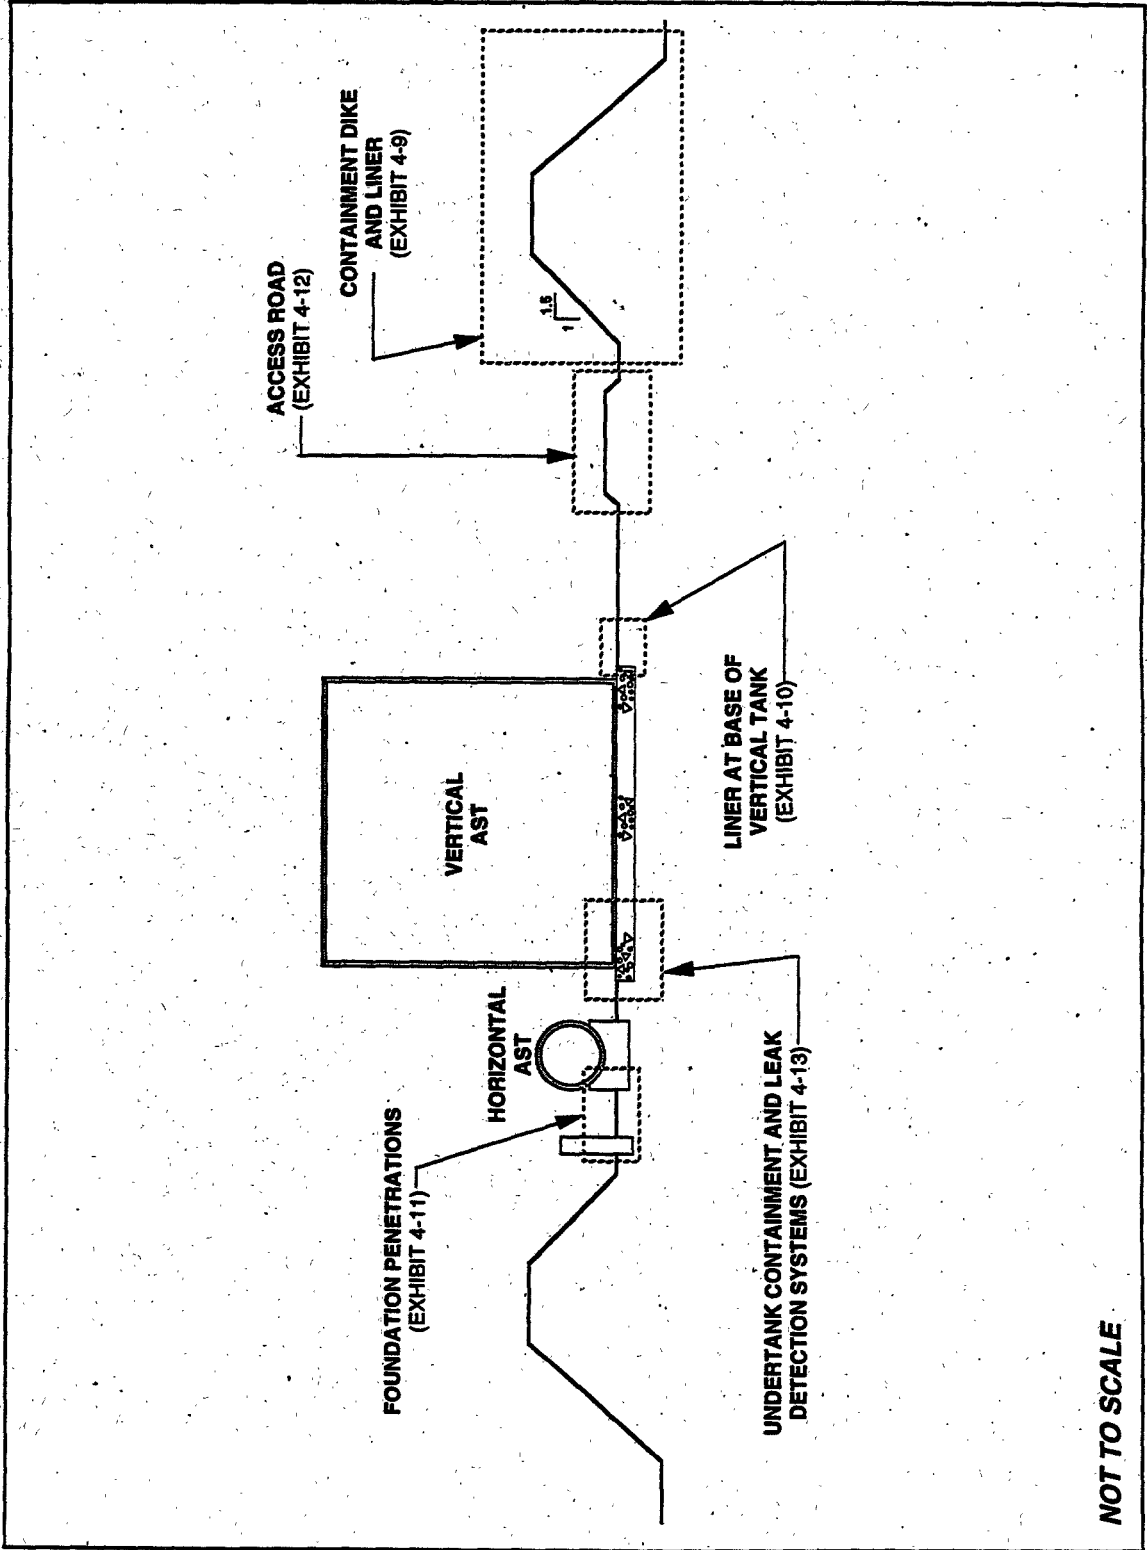 CONTAINMENT DIKE
AND LINER
(EXHIBIT 4-9)
ACCESS ROAD
(EXHIBIT 4-12)
1.5
1
VERTICAL
AST
HORIZONTAL
AST
FOUNDATION PENETRATIONS
(EXHIBIT 4-11)
LINER AT BASE OF
VERTICAL TANK
(EXHIBIT 4-10)
UNDERTANK CONTAINMENT AND LEAK
DETECTION SYSTEMS (EXHIBIT 4-13)
NOT TO SCALE